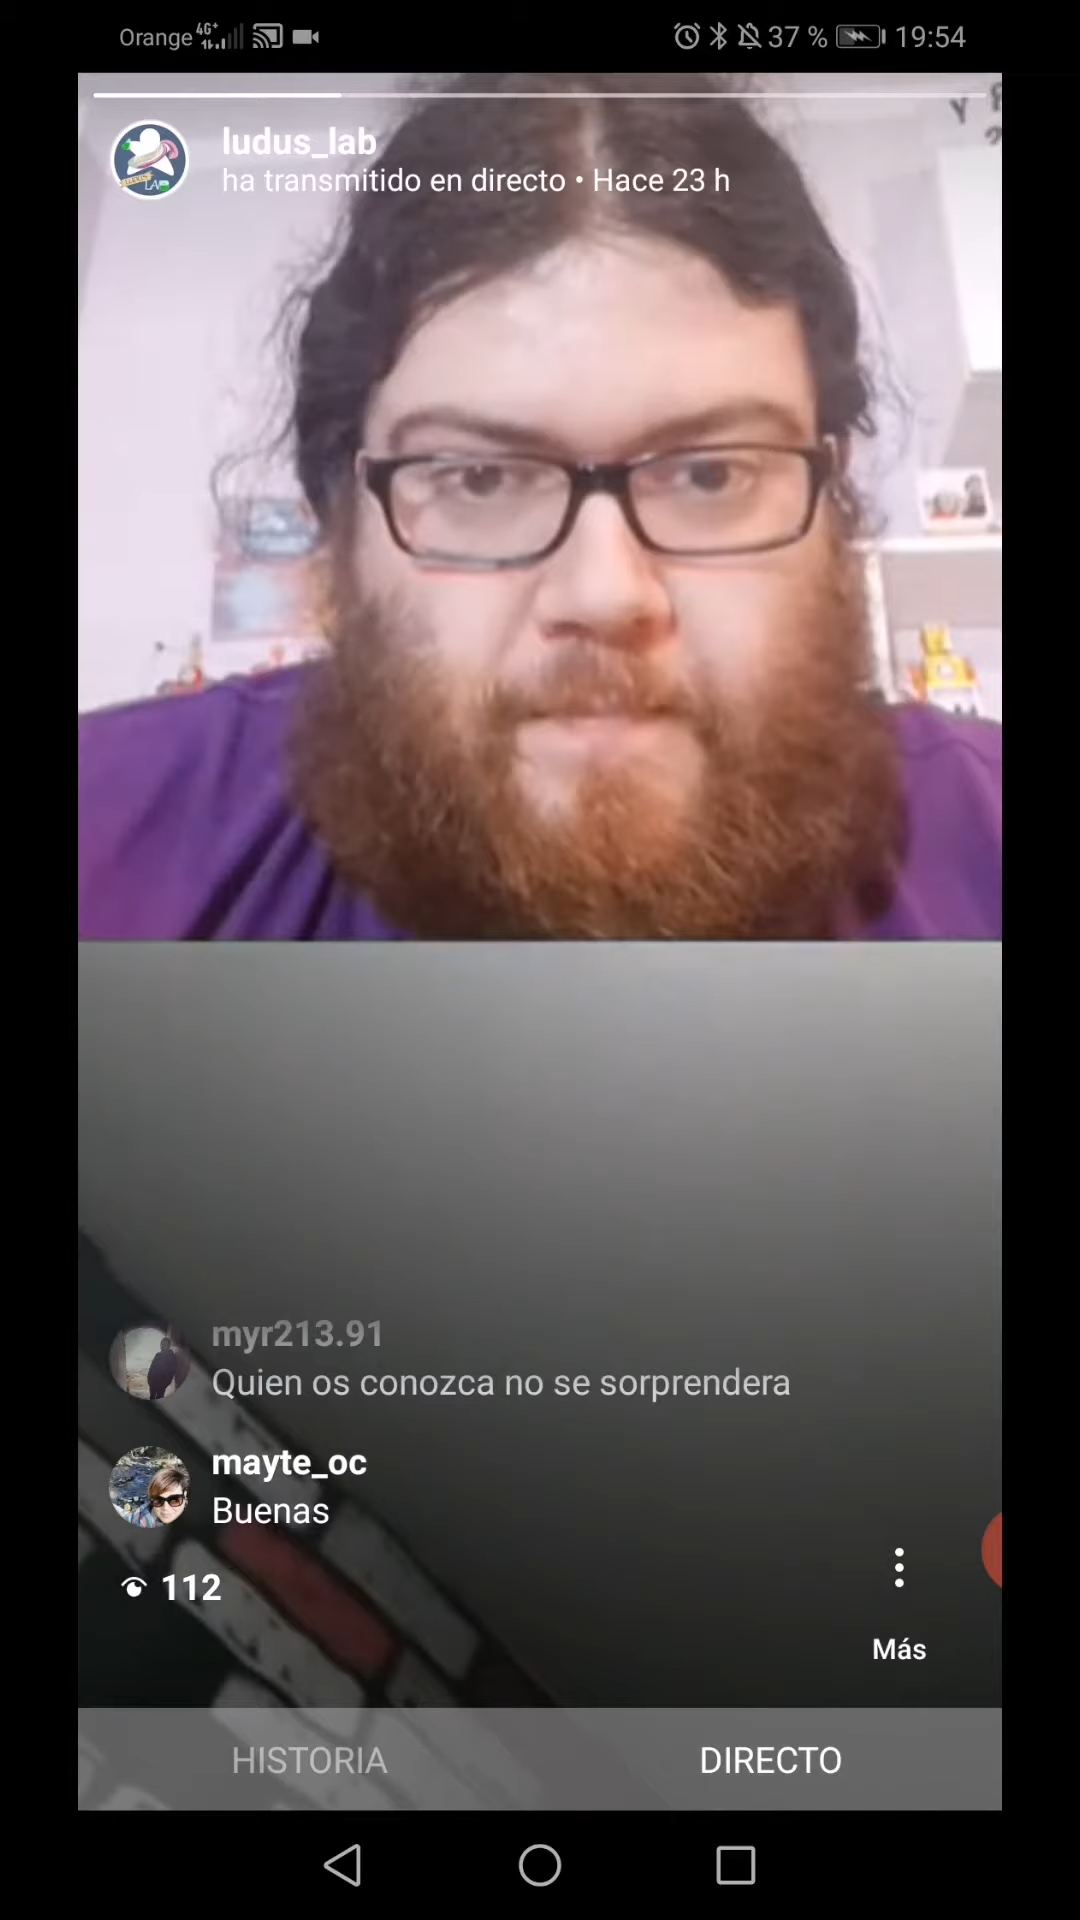 Orange 4G+ 37 % 19:54
ludus_lab
ha transmitido en directo • Hace 23 h
myr213.91
Quien os conozca no se sorprendera
mayte_oc
Buenas
112
Más
HISTORIA DIRECTO